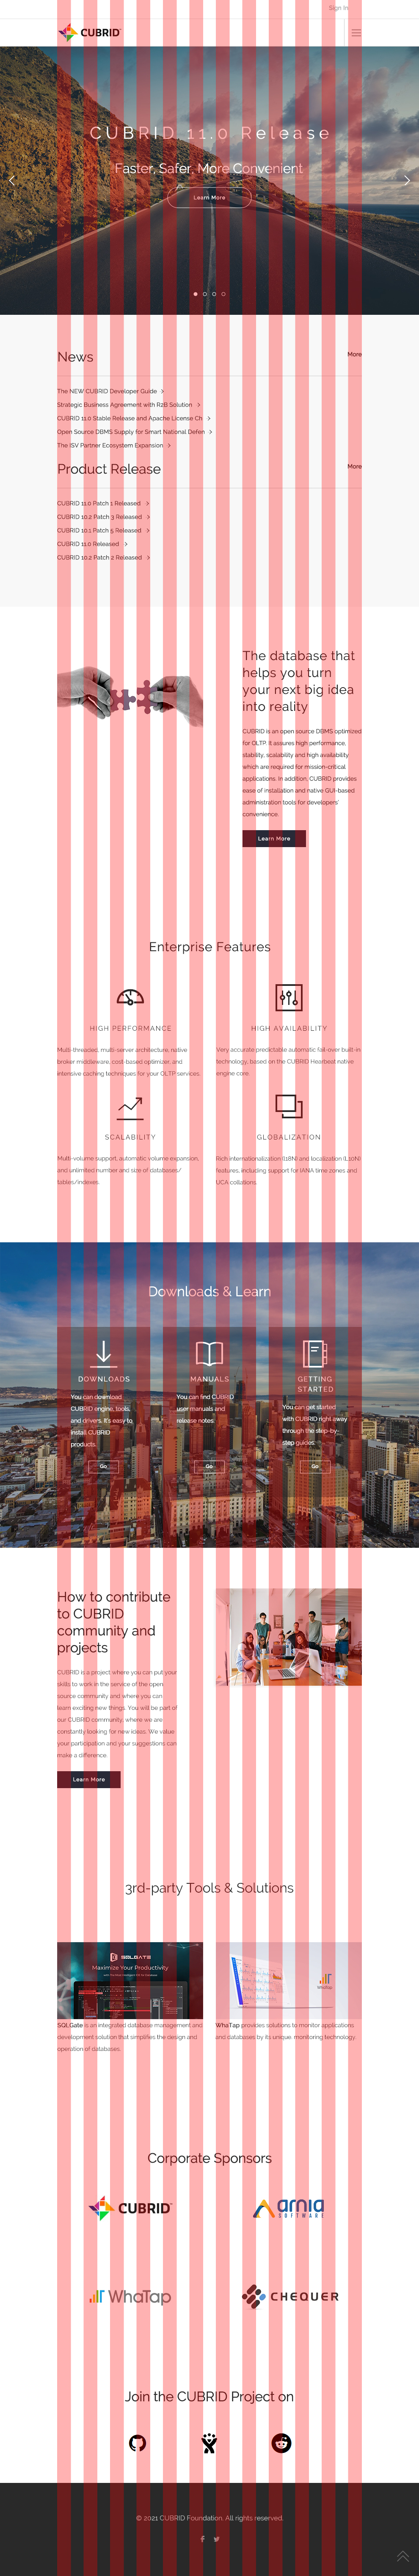 Sign In
CUBRID
CUBRID 11.0 Release
Faster, Safer, More Convenient
Learn More
News
More
The NEW CUBRID Developer Guide >
Strategic Business Agreement with R2B Solution >
CUBRID 11.0 Stable Release and Apache License Ch >
Open Source DBMS Supply for Smart National Defen >
The ISV Partner Ecosystem Expansion >
Product Release
More
CUBRID 11.0 Patch 1 Released >
CUBRID 10.2 Patch 3 Released >
CUBRID 10.1 Patch 5 Released >
CUBRID 11.0 Released >
CUBRID 10.2 Patch 2 Released >
The database that
helps you turn
your next big idea
into reality
CUBRID is an open source DBMS optimized
for OLTP. It assures high performance,
stability, scalability and high availability
which are required for mission-critical
applications. In addition, CUBRID provides
ease of installation and native GUI-based
administration tools for developers'
convenience.
Learn More
Enterprise Features
HIGH PERFORMANCE
Multi-threaded, multi-server architecture, native
broker middleware, cost-based optimizer, and
intensive caching techniques for your OLTP services.
HIGH AVAILABILITY
Very accurate predictable automatic fail-over built-in
technology, based on the CUBRID Hearbeat native
engine core.
SCALABILITY
Multi-volume support, automatic volume expansion,
and unlimited number and size of databases/
tables/indexes.
GLOBALIZATION
Rich internationalization (I18N) and localization (L10N)
features, including support for IANA time zones and
UCA collations.
Downloads & Learn
DOWNLOADS
You can download
CUBRID engine, tools,
and drivers. It's easy to
install CUBRID
products.
Go
MANUALS
You can find CUBRID
user manuals and
release notes
Go
GETTING
STARTED
You can get started
with CUBRID right away
through the step-by-
step guides.
Go
How to contribute
to CUBRID
community and
projects
CUBRID is a project where you can put your
skills to work in the service of the open
source community and where you can
learn exciting new things. You will be part of
our CUBRID community, where we are
constantly looking for new ideas. We value
your participation and your suggestions can
make a difference.
Learn More
3rd-party Tools & Solutions
SQLGATE
Maximize Your Productivity
SQLGate is an integrated database management and
development solution that simplifies the design and
operation of databases.
WhaTap
WhaTap provides solutions to monitor applications
and databases by its unique monitoring technology.
Corporate Sponsors
CUBRID
arnia
SOFTWARE
WhaTap
CHEQUER
Join the CUBRID Project on
© 2021 CUBRID Foundation. All rights reserved.